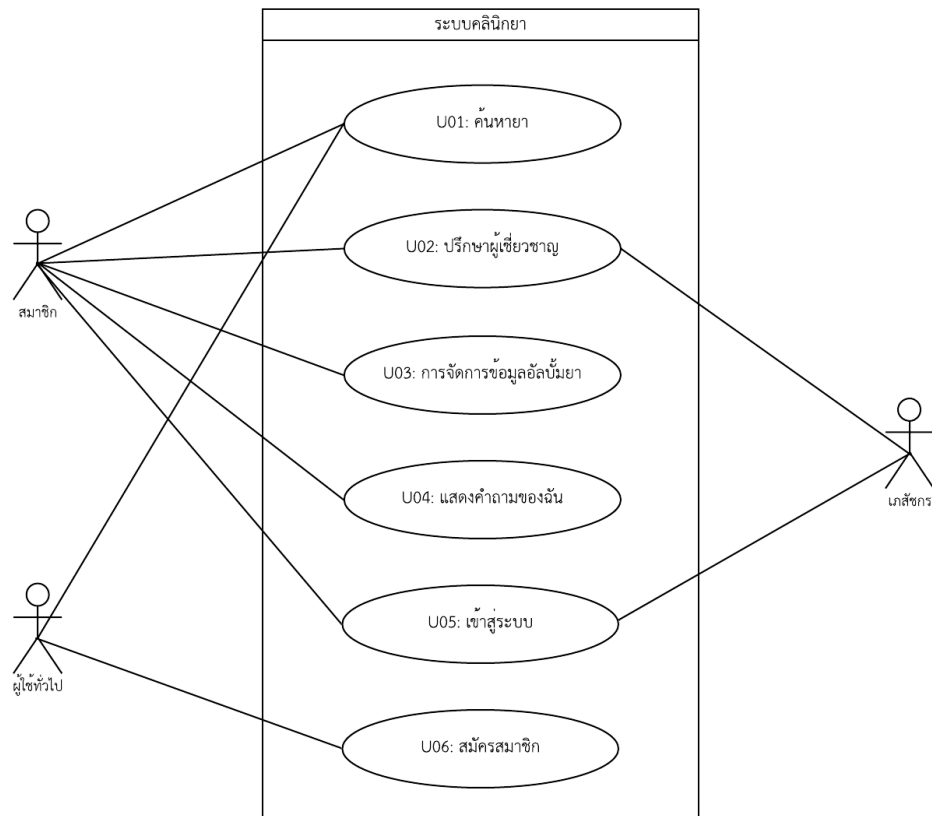 ระบบคลินิกยา
U01: ค้นหายา
U02: ปรึกษาผู้เชี่ยวชาญ
สมาชิก
U03: การจัดการข้อมูลอัลบั้มยา
U04: แสดงคำถามของฉัน
เภสัชกร
U05: เข้าสู่ระบบ
ผู้ใช้ทั่วไป
U06: สมัครสมาชิก